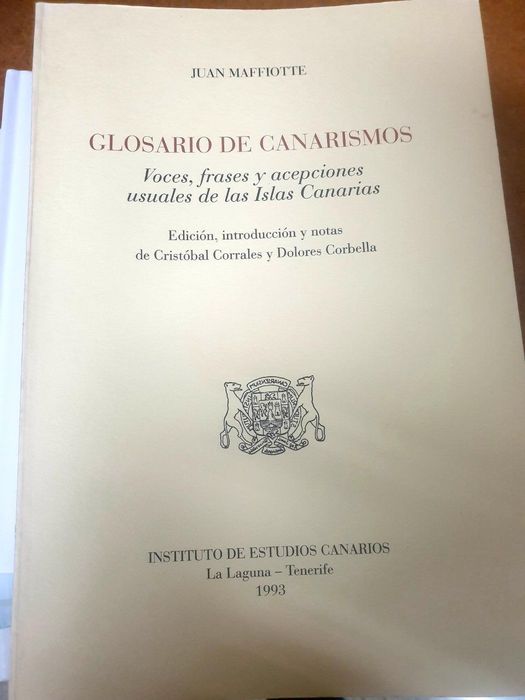 JUAN MAFFIOTTE
GLOSARIO DE CANARISMOS
Voces, frases y acepciones
usuales de las Islas Canarias
Edición, introducción y notas
de Cristóbal Corrales y Dolores Corbella
INSTITUTO DE ESTUDIOS CANARIOS
La Laguna – Tenerife
1993